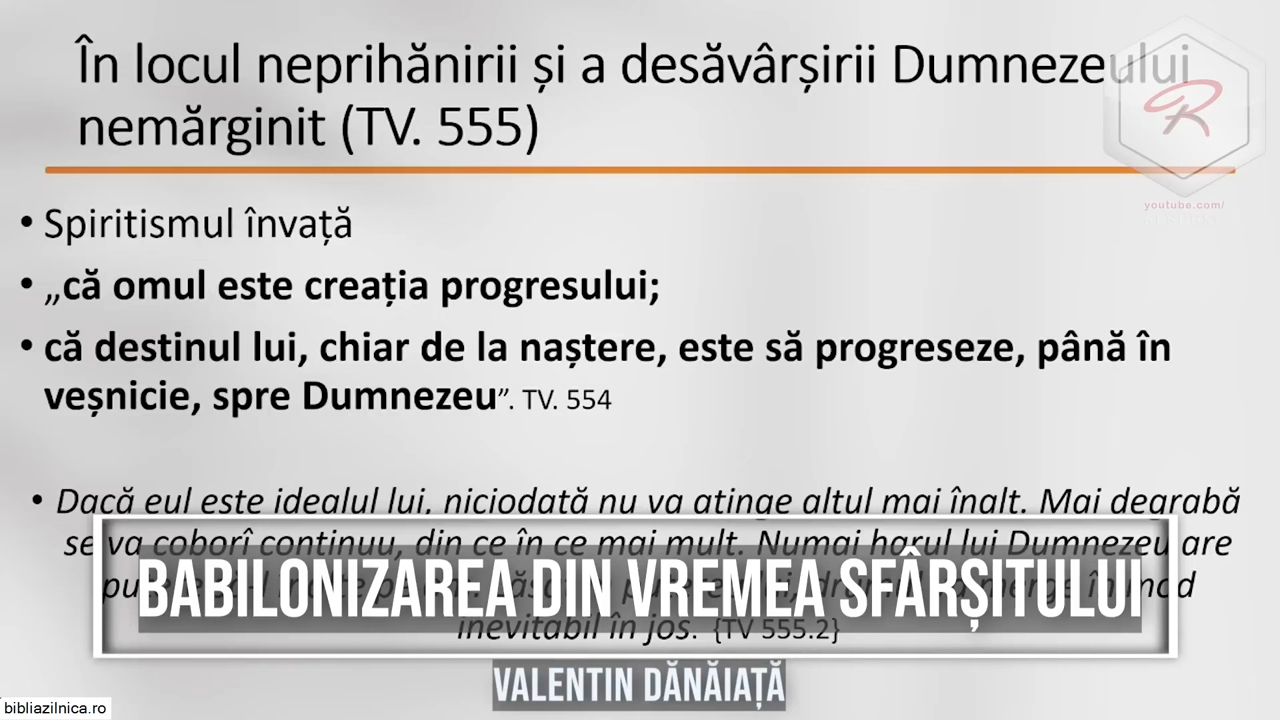 În locul neprihănirii și a desăvârșirii Dumnezeului
nemărginit (TV. 555)
youtube.com/
• Spiritismul învață
• „că omul este creația progresului;
• că destinul lui, chiar de la naștere, este să progreseze, până în
veșnicie, spre Dumnezeu”. TV. 554
• Dacă eul este idealul lui, niciodată nu va atinge altul mai înalt. Mai degrabă
se va coborî continuu, din ce în ce mai mult. Numai harul lui Dumnezeu are
în mod
inevitabil în jos. {TV 555.2}
BABILONIZAREA DIN VREMEA SFÂRȘITULUI
VALENTIN DĂNĂIAȚĂ
bibliazilnica.ro